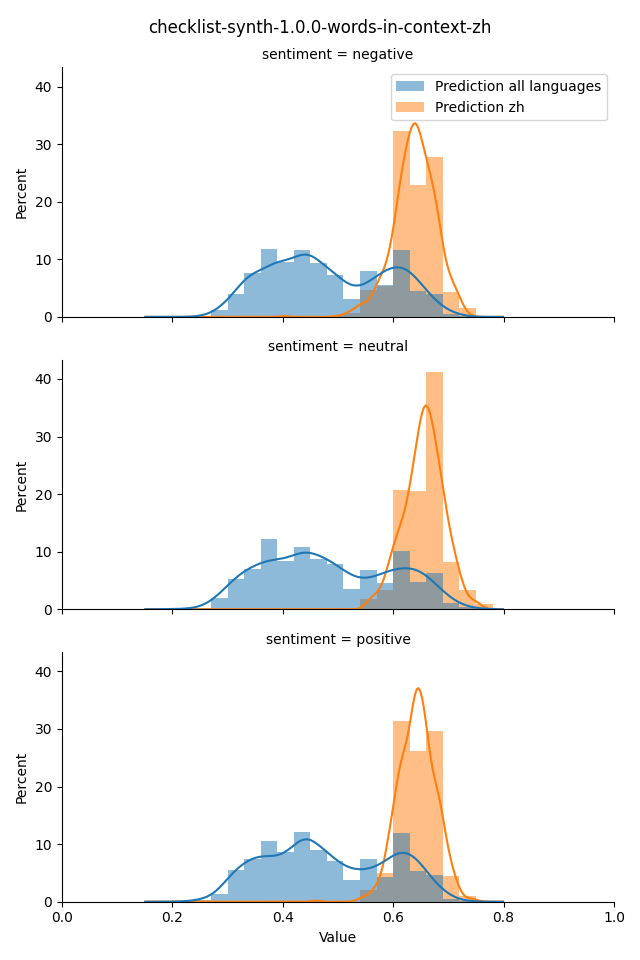 checklist-synth-1.0.0-words-in-context-zh
sentiment = negative
Prediction all languages
Prediction zh
40
30
20
10
0
Percent
sentiment = neutral
40
30
20
10
0
Percent
sentiment = positive
40
30
20
10
0
Percent
0.0 0.2 0.4 0.6 0.8 1.0
Value